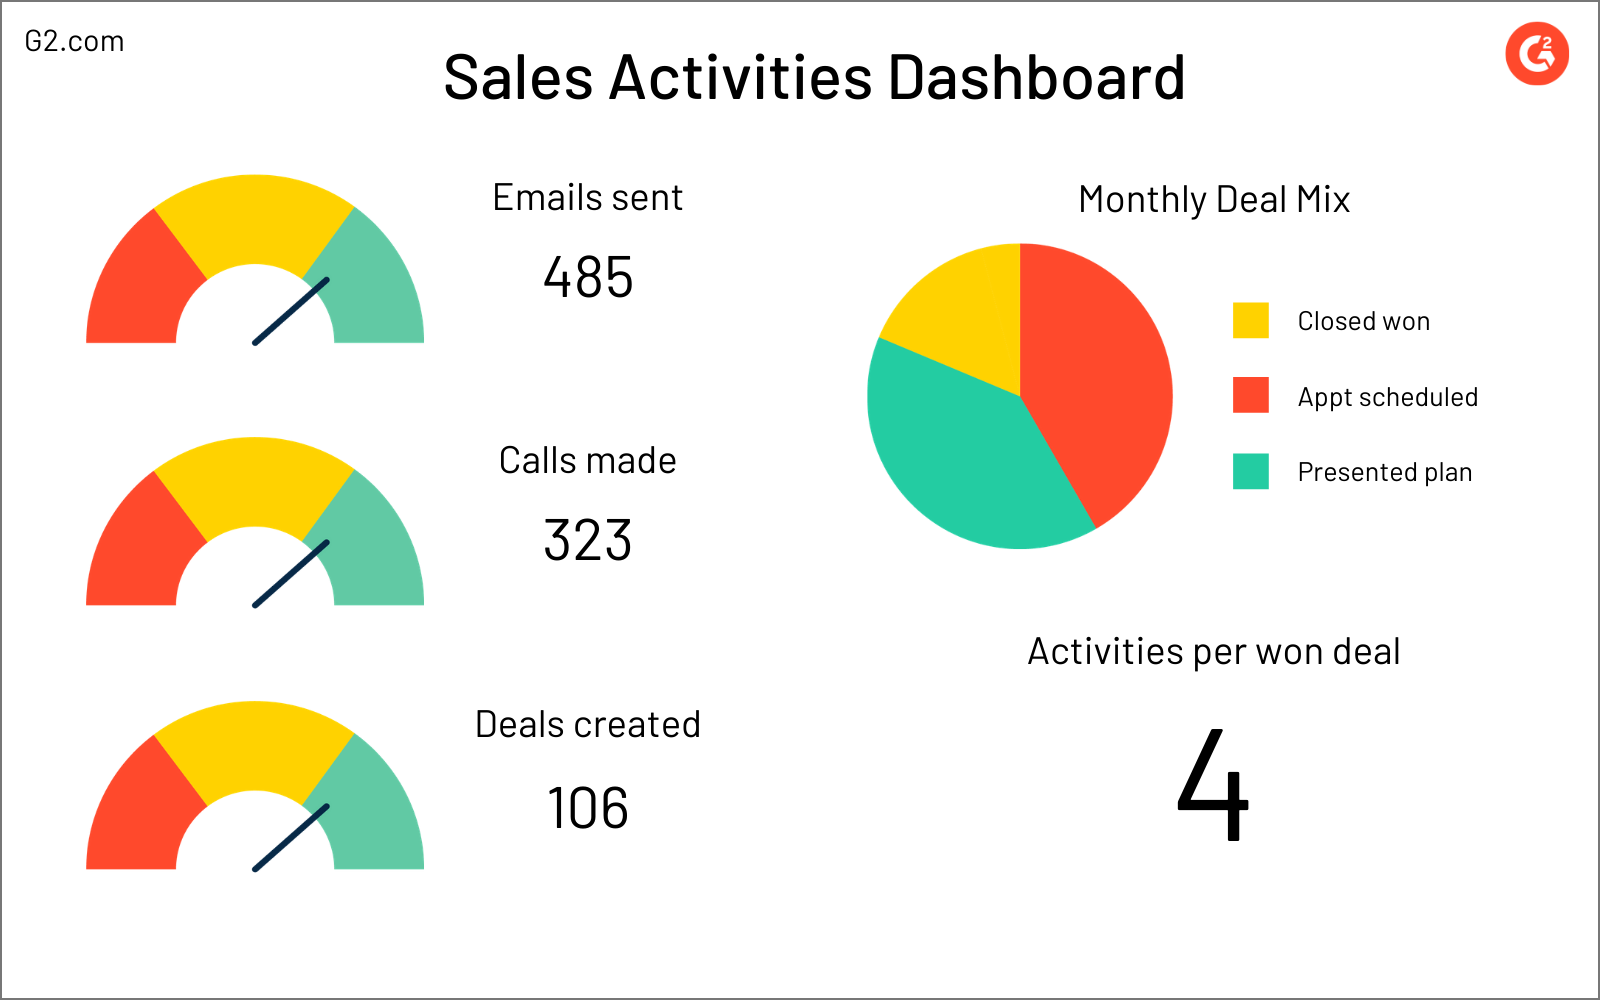 G2.com
Sales Activities Dashboard
Emails sent
485
Calls made
323
Deals created
106
Monthly Deal Mix
Closed won
Appt scheduled
Presented plan
Activities per won deal
4
G2